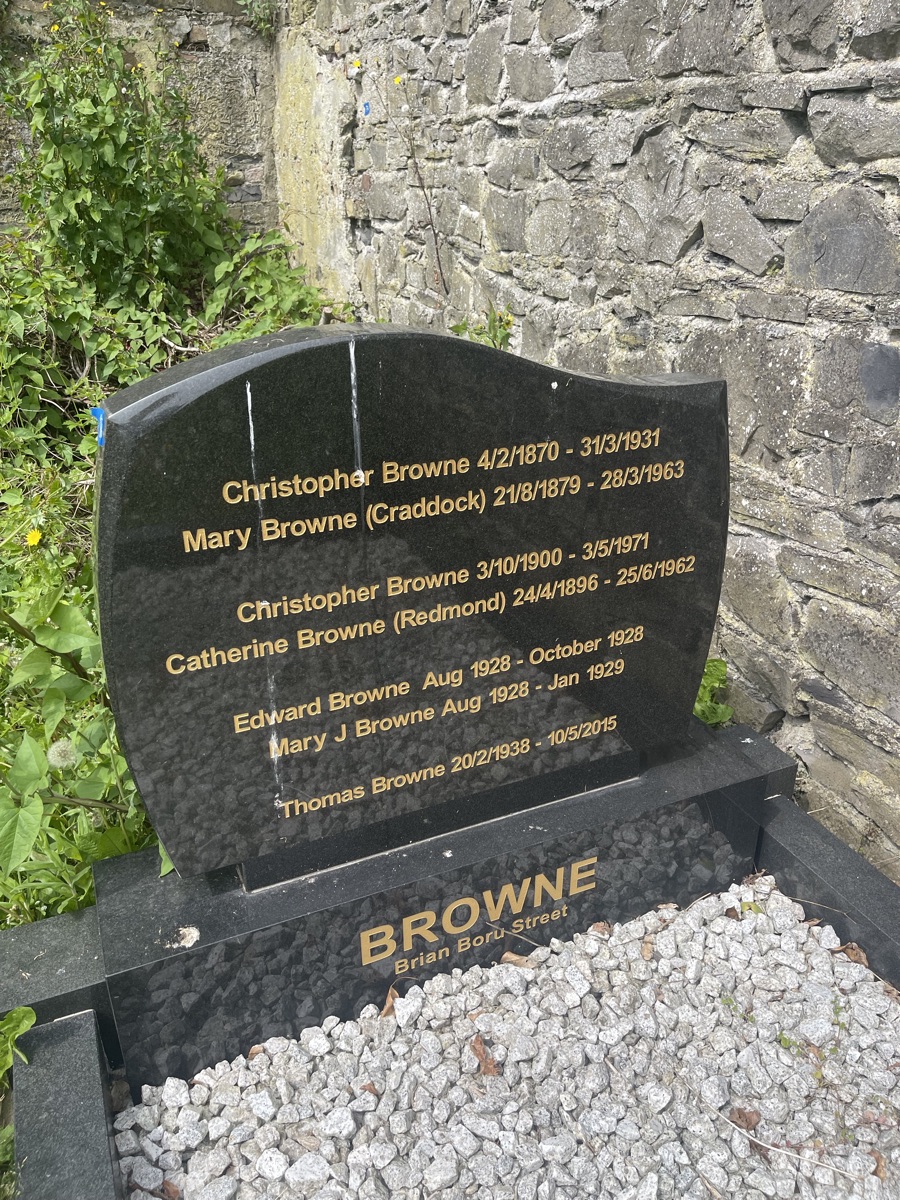 Christopher Browne 4/2/1870 - 31/3/1931
Mary Browne (Craddock) 21/8/1879 - 28/3/1963
Christopher Browne 3/10/1900 - 3/5/1971
Catherine Browne (Redmond) 24/4/1896 - 25/6/1962
Edward Browne Aug 1928 - October 1928
Mary J Browne Aug 1928 - Jan 1929
Thomas Browne 20/2/1938 - 10/5/2015
BROWNE
Brian Boru Street